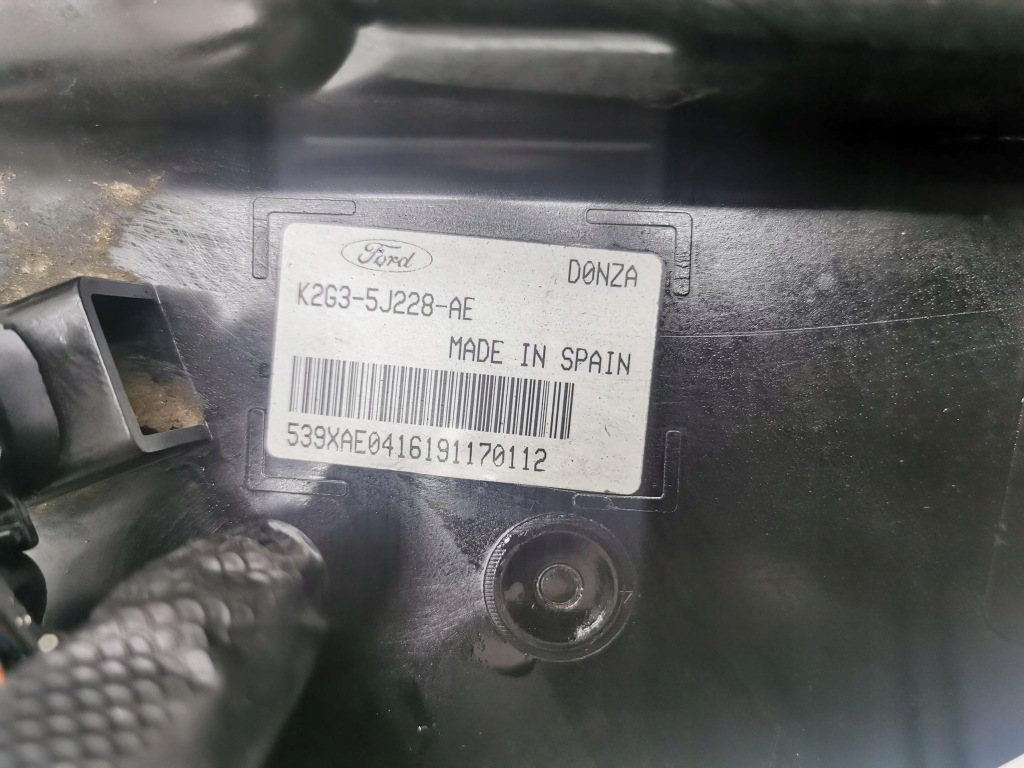 Ford
D0NZA
K2G3-5J228-AE
MADE IN SPAIN
539XAE0416191170112